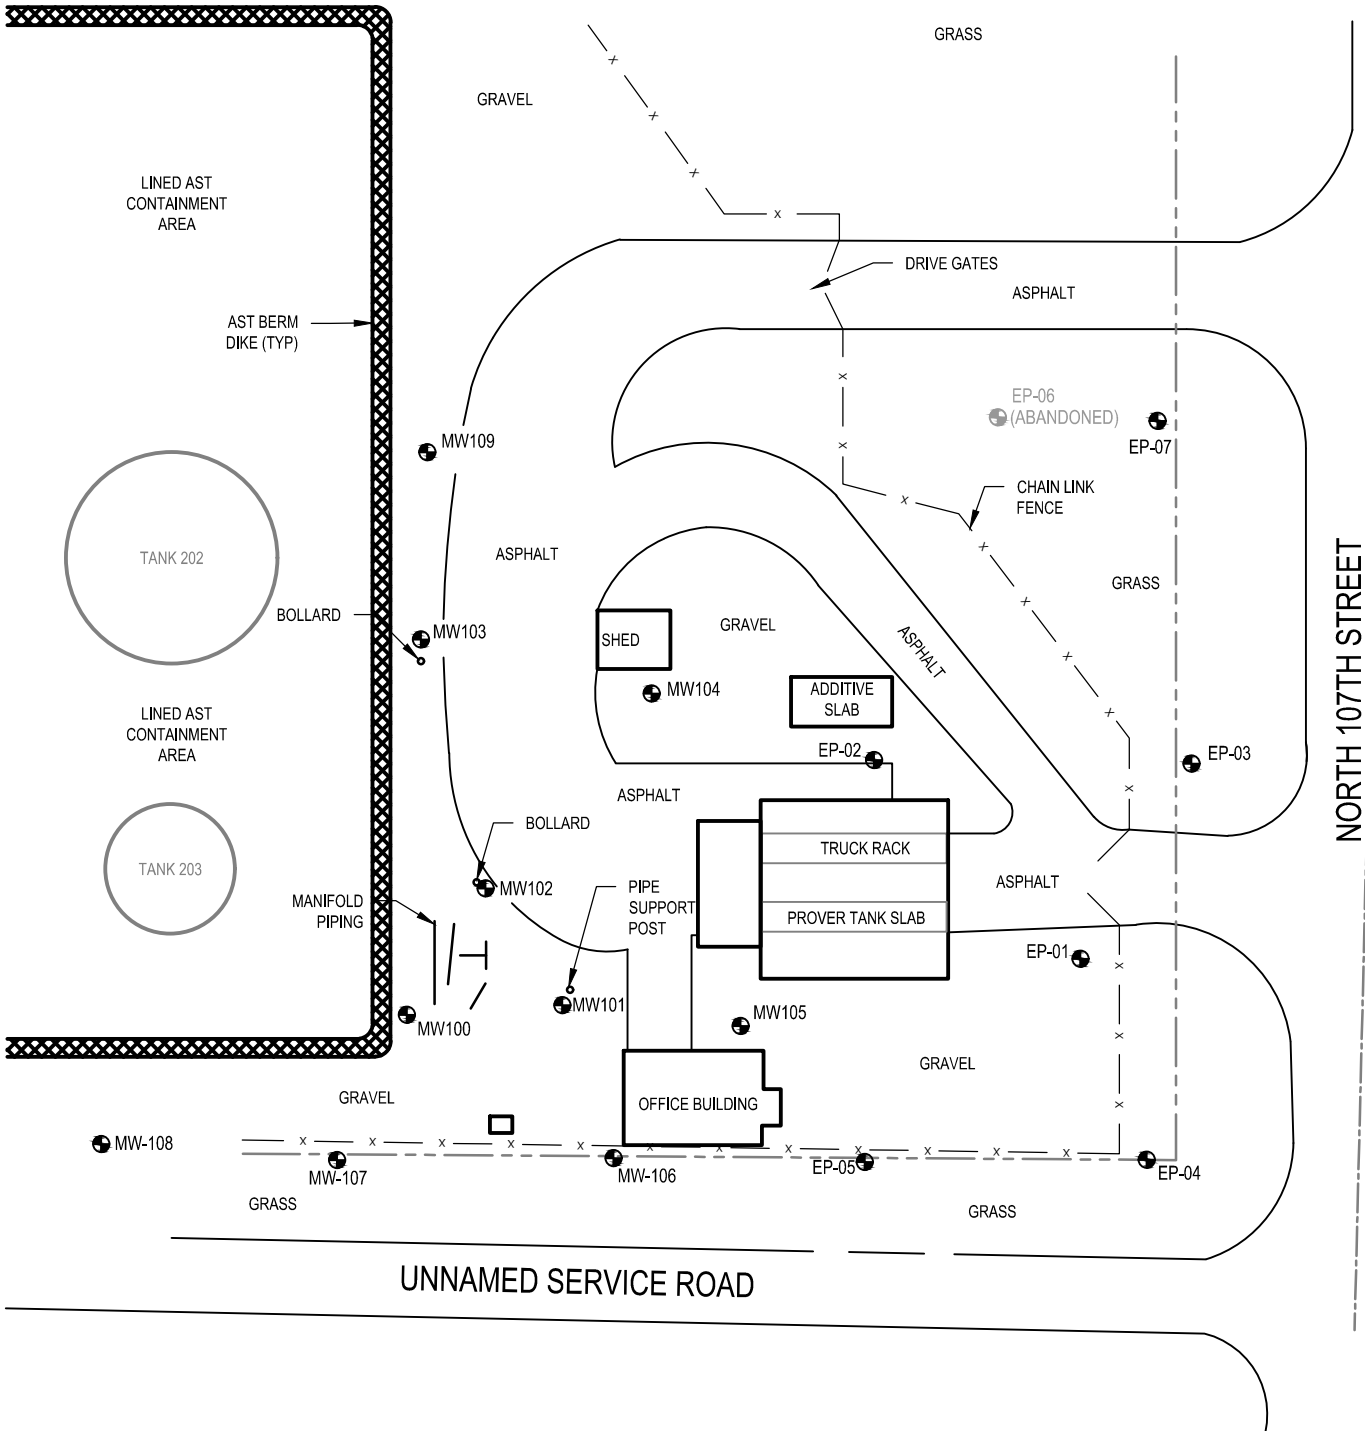 GRASS
GRAVEL
LINED AST
CONTAINMENT
AREA
DRIVE GATES
ASPHALT
AST BERM
DIKE (TYP)
EP-06
(ABANDONED)
EP-07
MW109
CHAIN LINK
FENCE
TANK 202
ASPHALT
GRASS
BOLLARD
MW103
SHED
GRAVEL
ASPHALT
MW104
ADDITIVE
SLAB
LINED AST
CONTAINMENT
AREA
EP-02
EP-03
NORTH 107TH STREET
ASPHALT
BOLLARD
TRUCK RACK
TANK 203
MW102
PIPE
SUPPORT
POST
ASPHALT
MANIFOLD
PIPING
PROVER TANK SLAB
EP-01
MW101
MW105
MW100
GRAVEL
GRAVEL
OFFICE BUILDING
MW-108
MW-107
MW-106
EP-05
EP-04
GRASS
GRASS
UNNAMED SERVICE ROAD